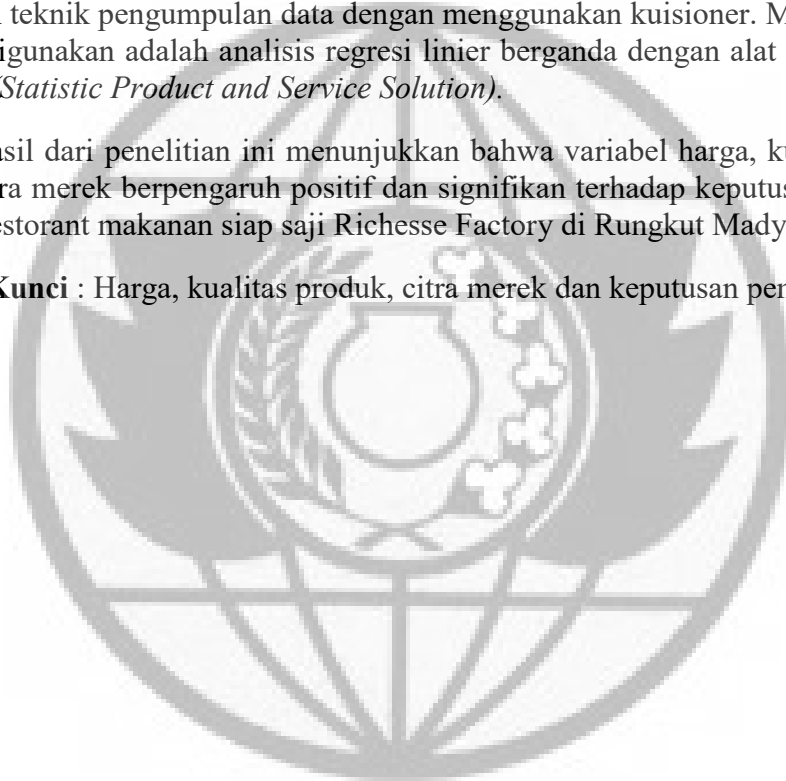 teknik pengumpulan data dengan menggunakan kuisioner. M
igunakan adalah analisis regresi linier berganda dengan alat
(Statistic Product and Service Solution).
asil dari penelitian ini menunjukkan bahwa variabel harga, ku
ra merek berpengaruh positif dan signifikan terhadap keputus
estorant makanan siap saji Richesse Factory di Rungkut Mady
Kunci : Harga, kualitas produk, citra merek dan keputusan pem